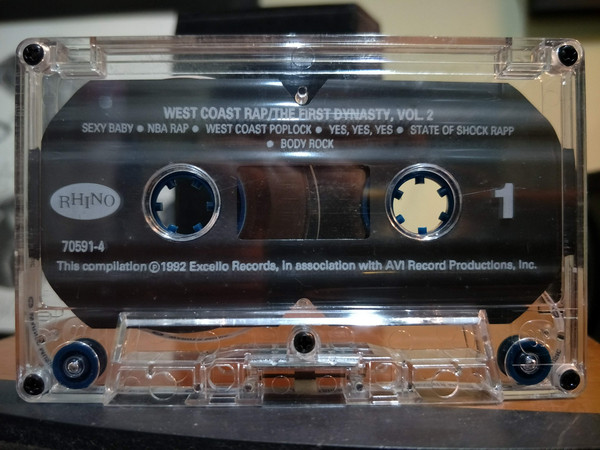 WEST COAST RAP/THE FIRST DYNASTY, VOL. 2
SEXY BABY ● NBA RAP ● WEST COAST POPLOCK ● YES, YES, YES ● STATE OF SHOCK RAPP
● BODY ROCK
RHINO
1
70591-4
This compilation ℗1992 Excello Records, in association with AVI Record Productions, Inc.